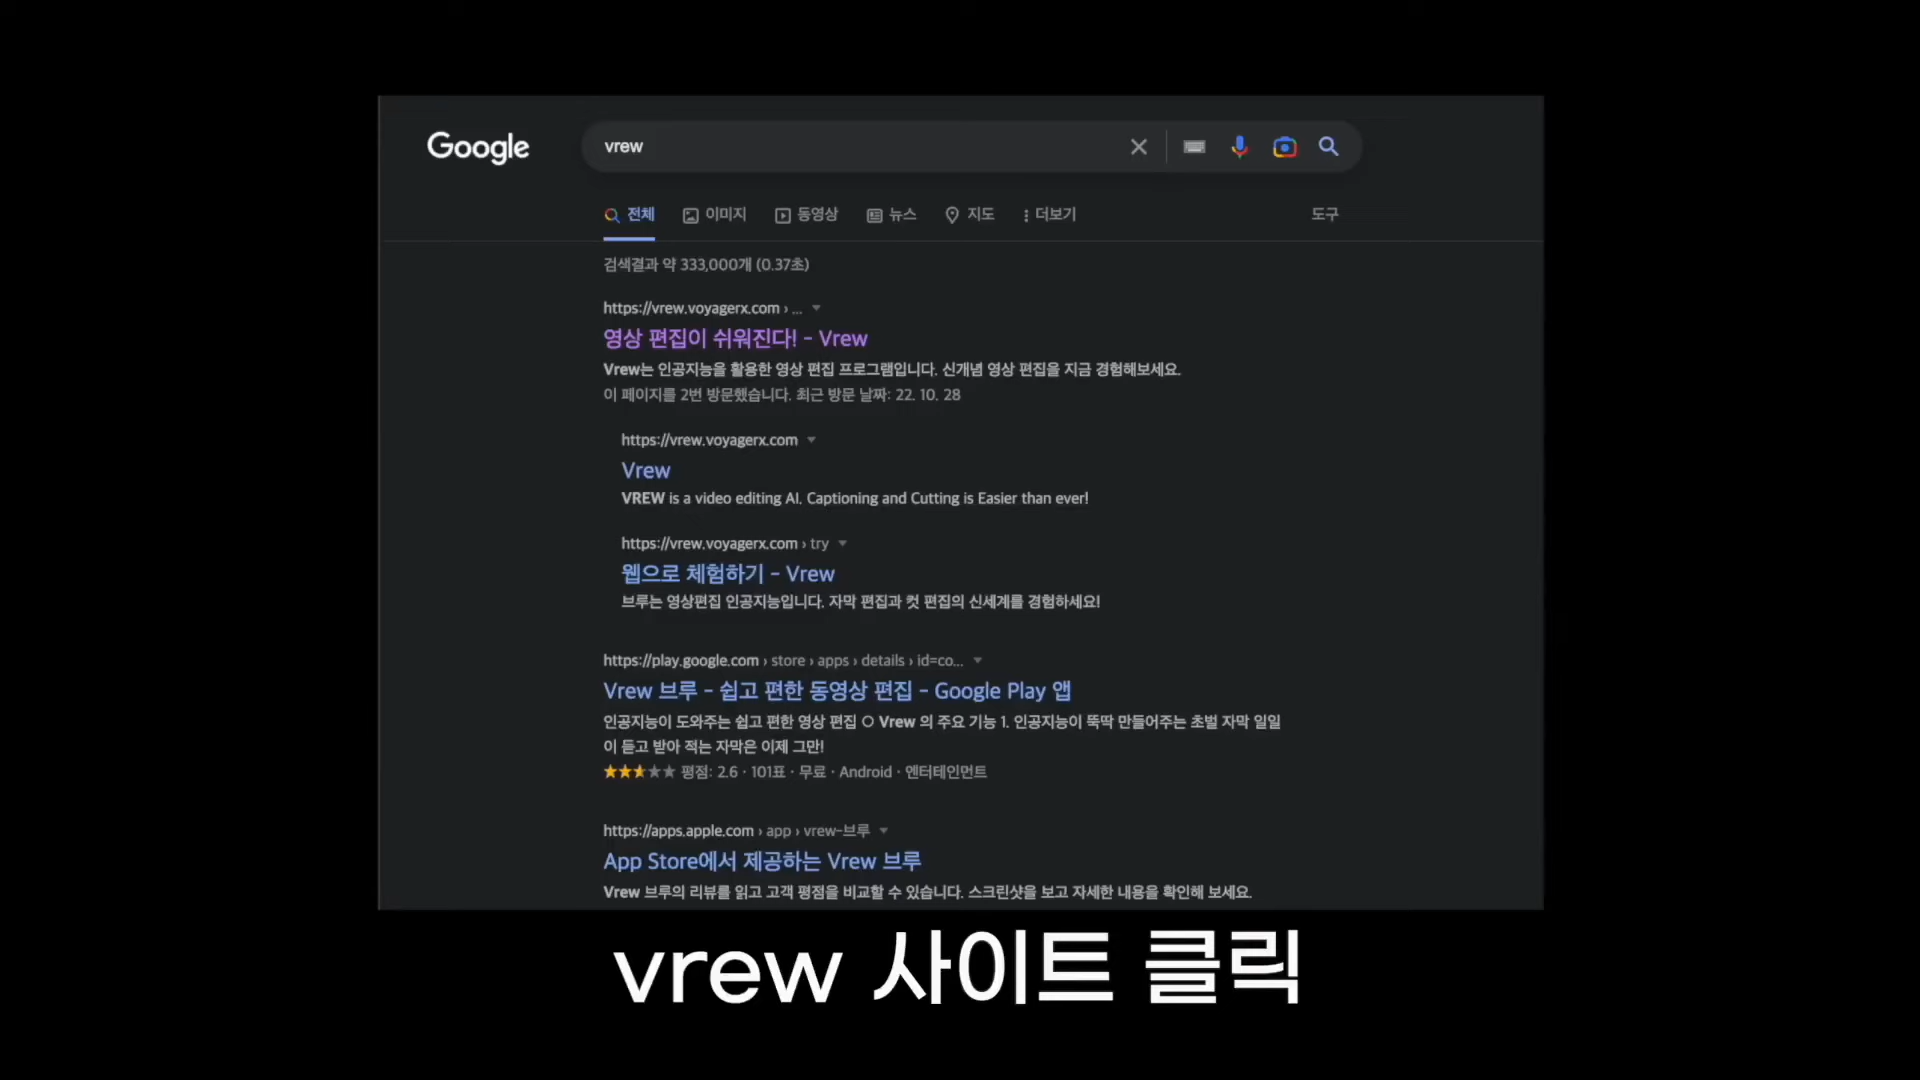 Google
vrew
전체 이미지 동영상 뉴스 지도 더보기 도구
검색결과 약 333,000개 (0.37초)
https://vrew.voyagerx.com › ...
영상 편집이 쉬워진다! - Vrew
Vrew는 인공지능을 활용한 영상 편집 프로그램입니다. 신개념 영상 편집을 지금 경험해보세요.
이 페이지를 2번 방문했습니다. 최근 방문 날짜: 22. 10. 28
https://vrew.voyagerx.com
Vrew
VREW is a video editing AI. Captioning and Cutting is Easier than ever!
https://vrew.voyagerx.com › try
웹으로 체험하기 - Vrew
브루는 영상편집 인공지능입니다. 자막 편집과 컷 편집의 신세계를 경험하세요!
https://play.google.com › store › apps › details › id=co...
Vrew 브루 - 쉽고 편한 동영상 편집 - Google Play 앱
인공지능이 도와주는 쉽고 편한 영상 편집 ○ Vrew 의 주요 기능 1. 인공지능이 뚝딱 만들어주는 초벌 자막 일일
이 듣고 받아 적는 자막은 이제 그만!
평점: 2.6 · 101표 · 무료 · Android · 엔터테인먼트
https://apps.apple.com › app › vrew-브루
App Store에서 제공하는 Vrew 브루
Vrew 브루의 리뷰를 읽고 고객 평점을 비교할 수 있습니다. 스크린샷을 보고 자세한 내용을 확인해 보세요.
vrew 사이트 클릭